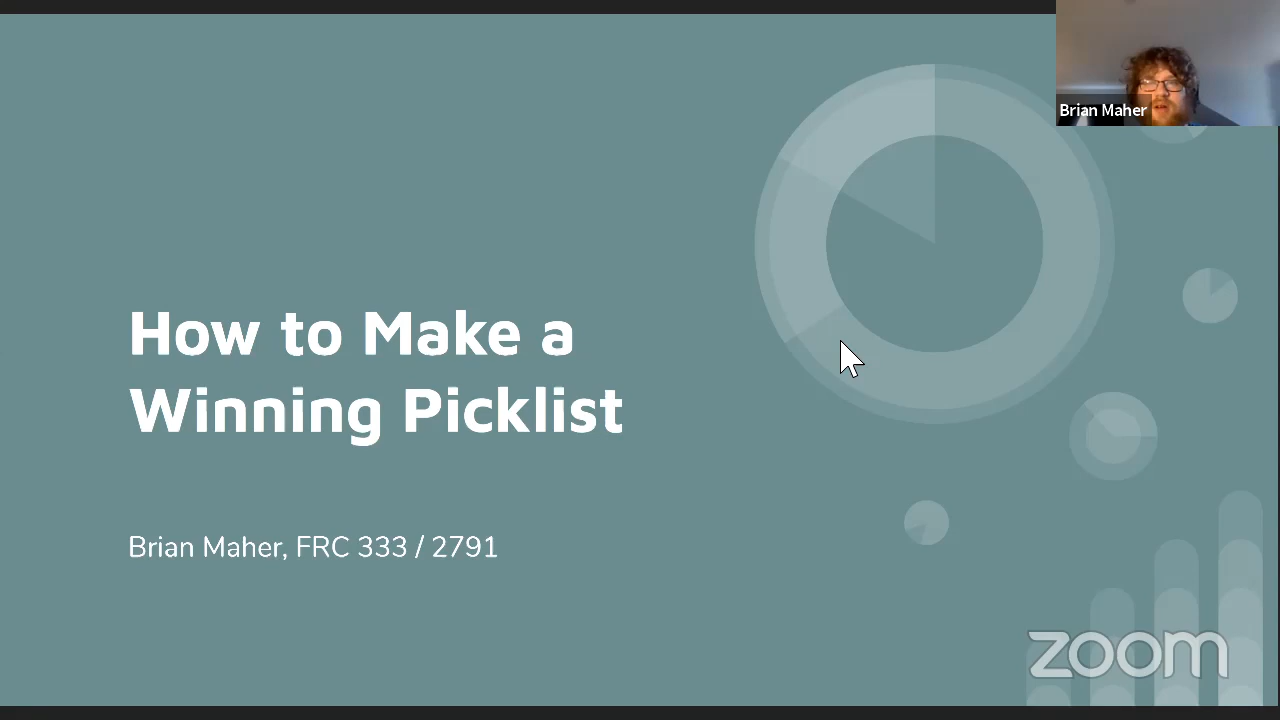 Brian Maher
How to Make a
Winning Picklist
Brian Maher, FRC 333 / 2791
zoom